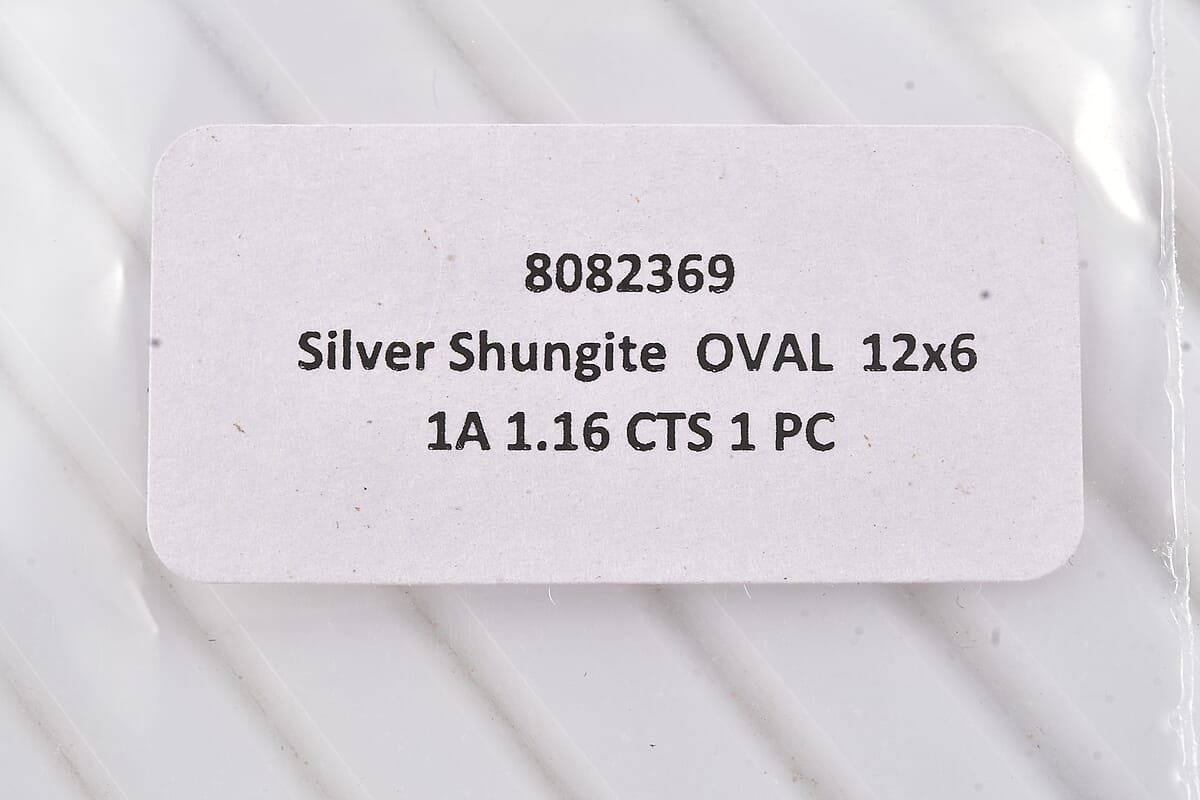 8082369
Silver Shungite OVAL 12x6
1A 1.16 CTS 1 PC